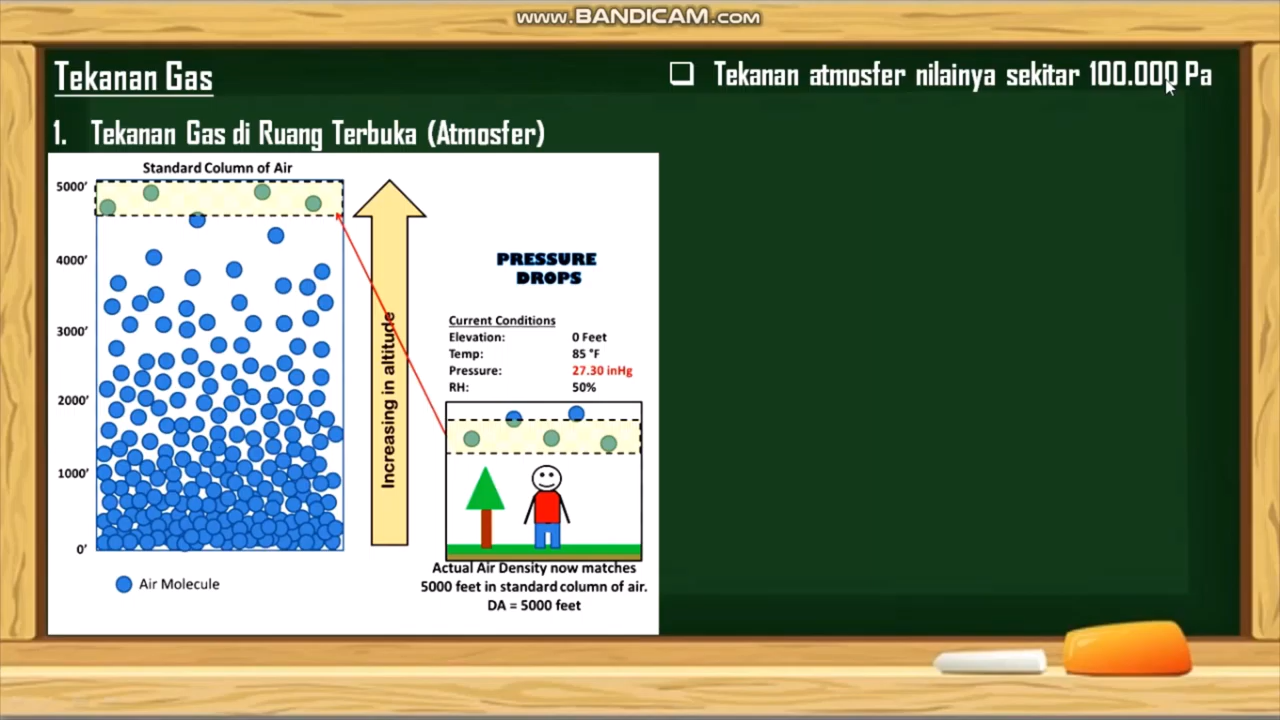 www.BANDICAM.com
Tekanan Gas
❑ Tekanan atmosfer nilainya sekitar 100.000 Pa
1. Tekanan Gas di Ruang Terbuka (Atmosfer)
Standard Column of Air
5000’
4000’
3000’
2000’
1000’
0’
Increasing in altitude
PRESSURE
DROPS
Current Conditions
Elevation: 0 Feet
Temp: 85 °F
Pressure: 27.30 inHg
RH: 50%
Air Molecule
Actual Air Density now matches
5000 feet in standard column of air.
DA = 5000 feet